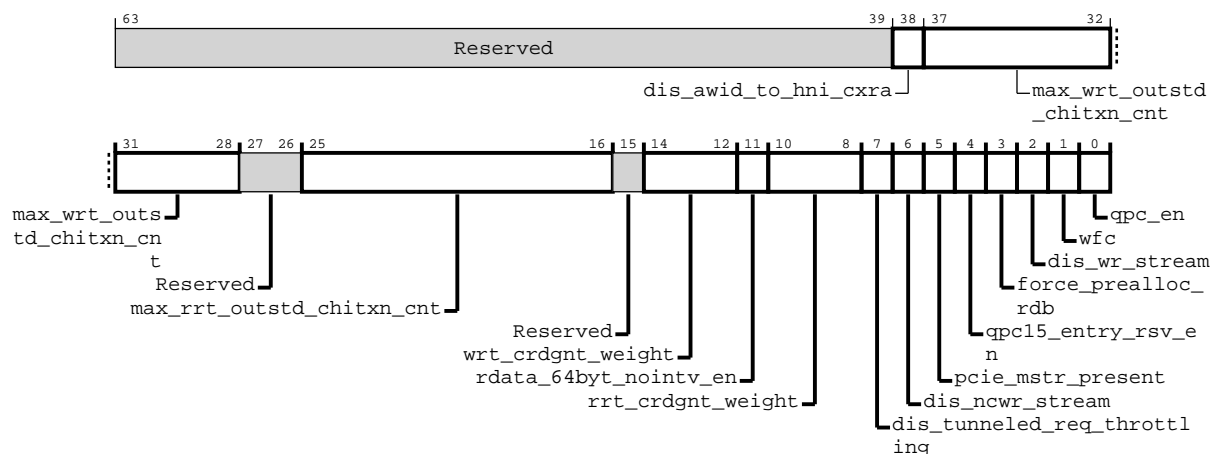 63 39 38 37 32
Reserved
dis_awid_to_hni_cxra max_wrt_outstd
_chitxn_cnt
31 28 27 26 25 16 15 14 12 11 10 8 7 6 5 4 3 2 1 0
max_wrt_outs
td_chitxn_cn
t
qpc_en
wfc
dis_wr_stream
Reserved
force_prealloc_
rdb
max_rrt_outstd_chitxn_cnt
Reserved
qpc15_entry_rsv_e
n
wrt_crdgnt_weight
rdata_64byt_nointv_en
pcie_mstr_present
rrt_crdgnt_weight
dis_ncwr_stream
dis_tunneled_req_throttl
ing